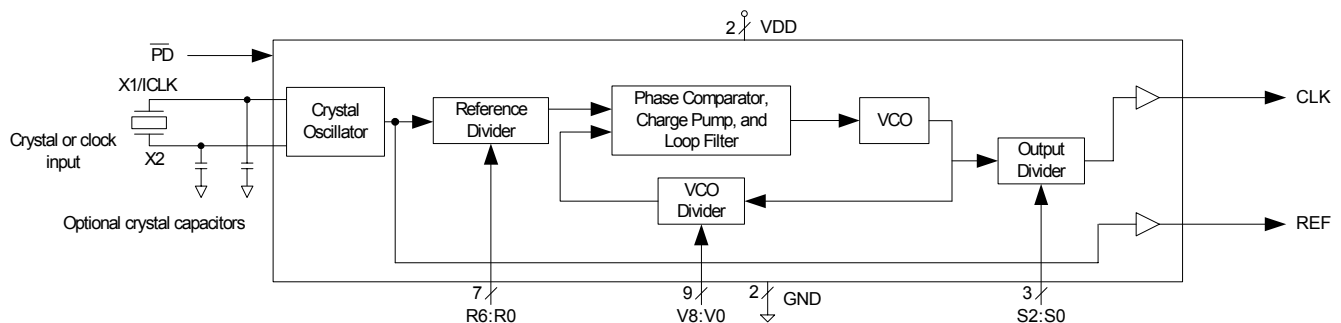 2 VDD
PD
X1/ICLK
Crystal or clock
input
X2
Optional crystal capacitors
Crystal
Oscillator
Reference
Divider
Phase Comparator,
Charge Pump, and
Loop Filter
VCO
VCO
Divider
Output
Divider
CLK
REF
7
R6:R0
9
V8:V0
2
GND
3
S2:S0